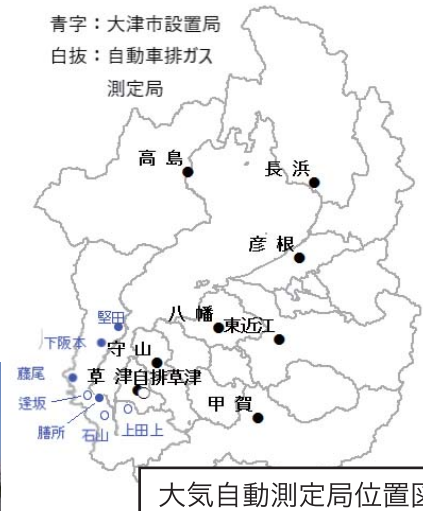 青字：大津市設置局
白抜：自動車排ガス
測定局
高島
長浜
彦根
八幡
東近江
堅田
下阪本
守山
藤尾
草津
自排草津
逢坂
甲賀
膳所
石山
上田上
大気自動測定局位置図